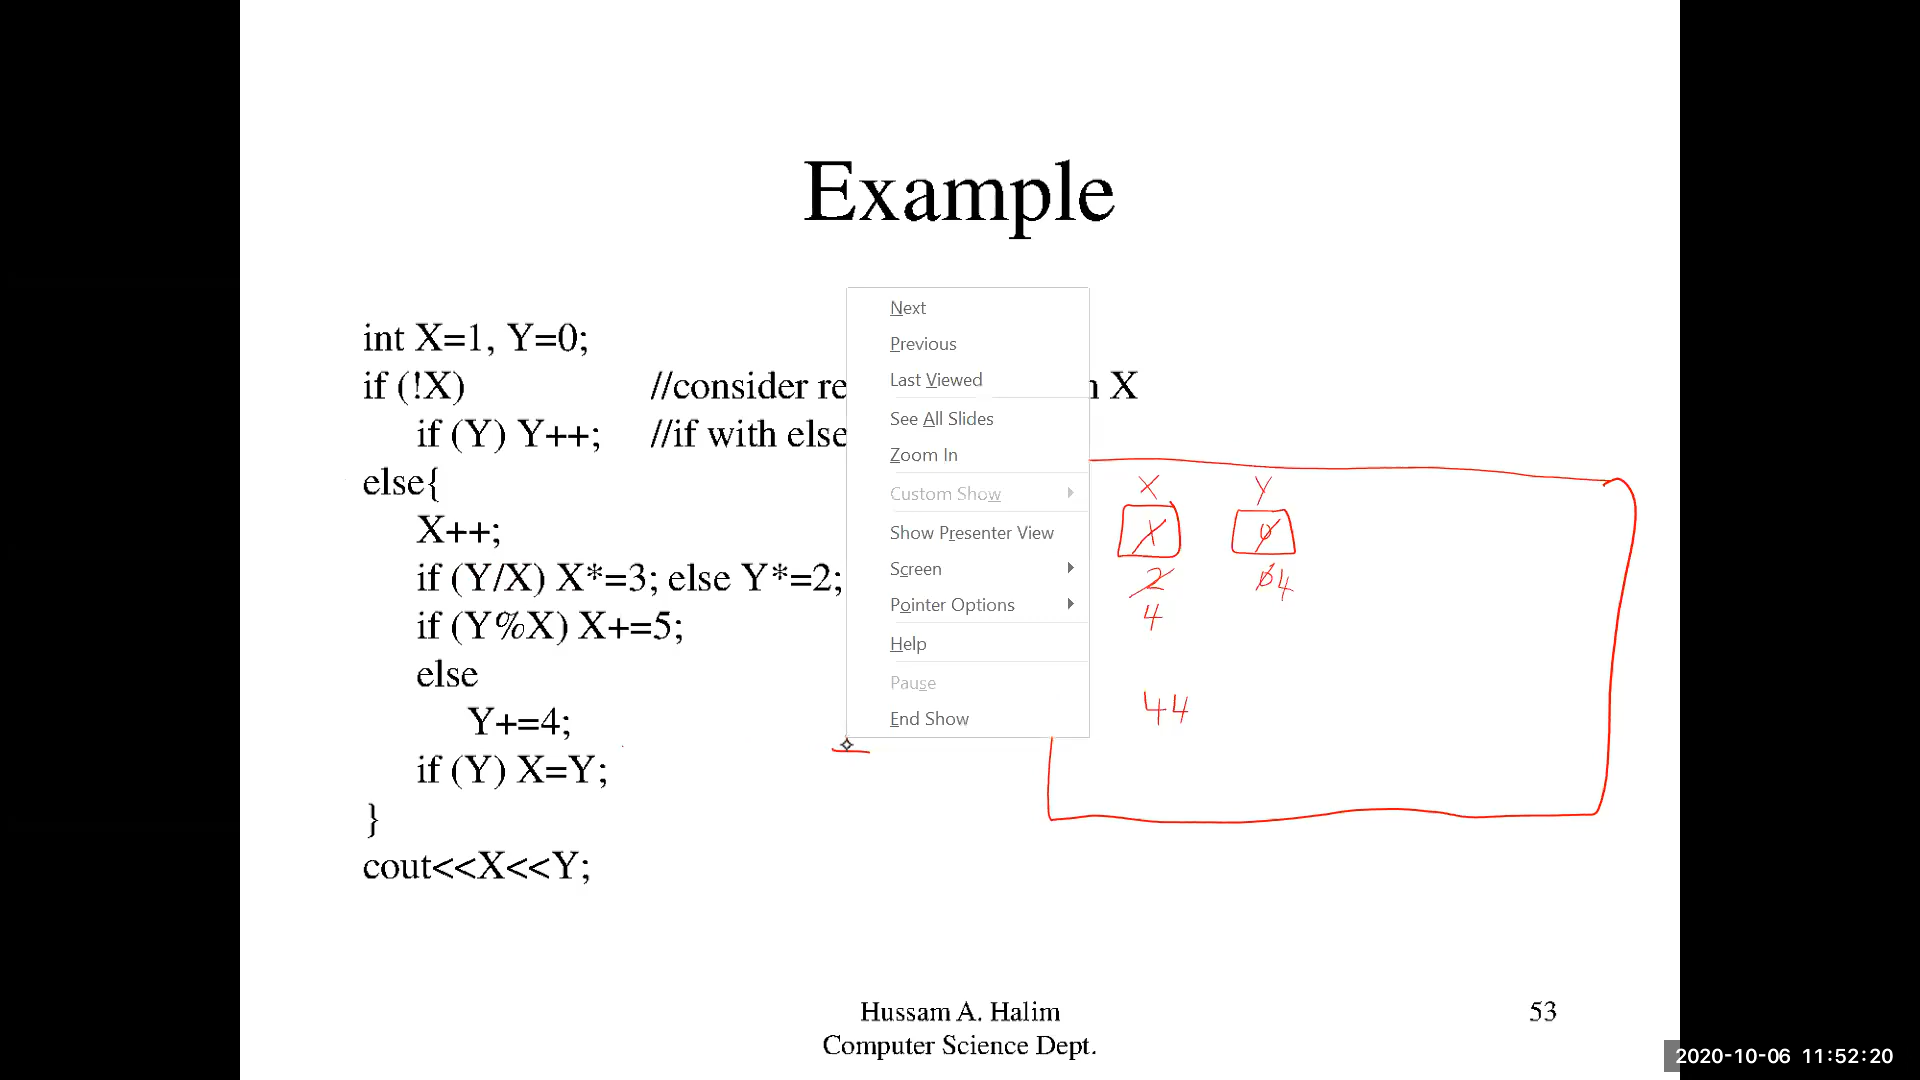 Example
int X=1, Y=0;
if (!X) //consider re
n X
if (Y) Y++; //if with else
else{
X++;
if (Y/X) X*=3; else Y*=2;
if (Y%X) X+=5;
else
Y+=4;
if (Y) X=Y;
}
cout<<X<<Y;
Next
Previous
Last Viewed
See All Slides
Zoom In
Custom Show
Show Presenter View
Screen
Pointer Options
Help
Pause
End Show
X Y
0
2 0 4
4
44
Hussam A. Halim
Computer Science Dept.
53
2020-10-06 11:52:20